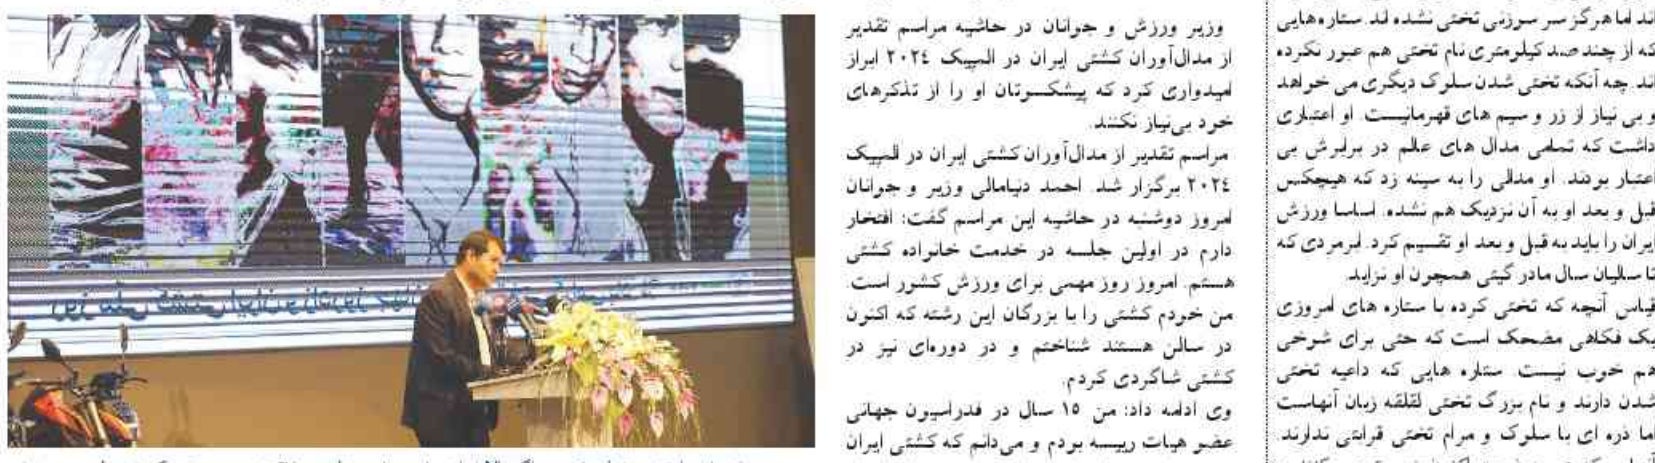 اند اما هرگز سر سوزنی تختی نشده اند. ستاره هایی
که از چند صد کیلومتری نام تختی هم عبور نکرده
اند. چه آنکه تختی شدن سلوک دیگری می خواهد
و بی نیاز از زر و سیم های قهرمانیست. او اعتباری
داشت که تمامی مدال های عالم در برابرش بی
اعتبار بودند. او مدالی را به سینه زد که هیچکس
قبل و بعد او به آن نزدیک هم نشده. اساسا ورزش
ایران را باید به قبل و بعد او تقسیم کرد. ابرمردی که
تا سالیان سال مادر گیتی همچون او نزاید.
قیاس آنچه که تختی کرده با ستاره های امروزی
یک فکاهی مضحک است که حتی برای شوخی
هم خوب نیست. ستاره هایی که داعیه تختی
شدن دارند و نام بزرگ تختی لقلقه زبان آنهاست
اما ذره ای با سلوک و مرام تختی قرابتی ندارند.
وزیر ورزش و جوانان در حاشیه مراسم تقدیر
از مدال‌آوران کشتی ایران در المپیک ۲۰۲٤ ابراز
امیدواری کرد که پیشکسوتان او را از تذکرهای
خود بی‌نیاز نکنند.
مراسم تقدیر از مدال‌آوران کشتی ایران در المپیک
۲۰۲٤ برگزار شد. احمد دنیامالی وزیر و جوانان
امروز دوشنبه در حاشیه این مراسم گفت: افتخار
دارم در اولین جلسه در خدمت خانواده کشتی
هستم. امروز روز مهمی برای ورزش کشور است.
من خودم کشتی را با بزرگان این رشته که اکنون
در سالن هستند شناختم و در دوره‌ای نیز در
کشتی شاگردی کردم.
وی ادامه داد: من ۱۵ سال در فدراسیون جهانی
عضو هیات رییسه بودم و می‌دانم که کشتی ایران
روز ملی کشتی ایران و زادروز جهان